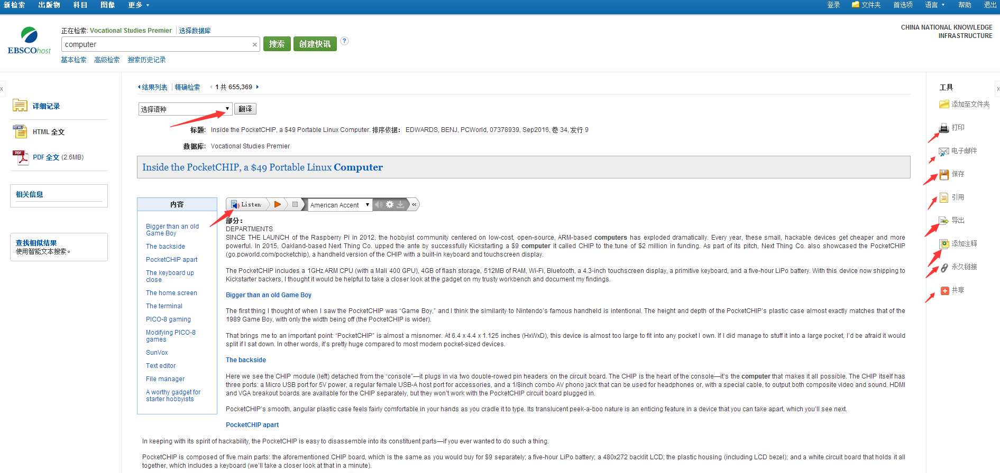 新检索 出版物 科目 图像 更多
登录 文件夹 首选项 语言 帮助 退出
EBSCOhost
正在检索: Vocational Studies Premier 选择数据库
computer × 搜索 创建快讯 ?
基本检索 高级检索 搜索历史记录
CHINA NATIONAL KNOWLEDGE
INFRASTRUCTURE
«
详细记录
HTML
HTML 全文
PDF
PDF 全文 (2.6MB)
相关信息
查找相似结果
使用智能文本搜索。
结果列表 精确检索 1 共 655,369
选择语种 翻译
标题: Inside the PocketCHIP, a $49 Portable Linux Computer. 排序依据: EDWARDS, BENJ, PCWorld, 07378939, Sep2016, 卷 34, 发行 9
数据库: Vocational Studies Premier
Inside the PocketCHIP, a $49 Portable Linux Computer
内容
Bigger than an old
Game Boy
The backside
PocketCHIP apart
The keyboard up
close
The home screen
The terminal
PICO-8 gaming
Modifying PICO-8
games
SunVox
Text editor
File manager
A worthy gadget for
starter hobbyists
Listen American Accent «
部分:
DEPARTMENTS
SINCE THE LAUNCH of the Raspberry Pi in 2012, the hobbyist community centered on low-cost, open-source, ARM-based computers has exploded dramatically. Every year, these small, hackable devices get cheaper and more
powerful. In 2015, Oakland-based Next Thing Co. upped the ante by successfully Kickstarting a $9 computer it called CHIP to the tune of $2 million in funding. As part of its pitch, Next Thing Co. also showcased the PocketCHIP
(go.pcworld.com/pocketchip), a handheld version of the CHIP with a built-in keyboard and touchscreen display.
The PocketCHIP includes a 1GHz ARM CPU (with a Mali 400 GPU), 4GB of flash storage, 512MB of RAM, Wi-Fi, Bluetooth, a 4.3-inch touchscreen display, a primitive keyboard, and a five-hour LiPo battery. With this device now shipping to
Kickstarter backers, I thought it would be helpful to take a closer look at the gadget on my trusty workbench and document my findings.
Bigger than an old Game Boy
The first thing I thought of when I saw the PocketCHIP was “Game Boy,” and I think the similarity to Nintendo’s famous handheld is intentional. The height and depth of the PocketCHIP’s plastic case almost exactly matches that of the
1989 Game Boy, with only the width being off (the PocketCHIP is wider).
That brings me to an important point: “PocketCHIP” is almost a misnomer. At 6.4 x 4.4 x 1.125 inches (HxWxD), this device is almost too large to fit into any pocket I own. If I did manage to stuff it into a large pocket, I’d be afraid it would
split if I sat down. In other words, it’s pretty huge compared to most modern pocket-sized devices.
The backside
Here we see the CHIP module (left) detached from the “console”—it plugs in via two double-rowed pin headers on the circuit board. The CHIP is the heart of the console—it’s the computer that makes it all possible. The CHIP itself has
three ports: a Micro USB port for 5V power, a regular female USB-A host port for accessories, and a 1/8inch combo AV phono jack that can be used for headphones or, with a special cable, to output both composite video and sound. HDMI
and VGA breakout boards are available for the CHIP separately, but they won’t work with the PocketCHIP circuit board plugged in.
PocketCHIP’s smooth, angular plastic case feels fairly comfortable in your hands as you cradle it to type. Its translucent peek-a-boo nature is an enticing feature in a device that you can take apart, which you’ll see next.
PocketCHIP apart
In keeping with its spirit of hackability, the PocketCHIP is easy to disassemble into its constituent parts—if you ever wanted to do such a thing.
PocketCHIP is composed of five main parts: the aforementioned CHIP board, which is the same as you would buy for $9 separately; a five-hour LiPo battery; a 480x272 backlit LCD; the plastic housing (including LCD bezel); and a white circuit board that holds it all
together, which includes a keyboard (we’ll take a closer look at that in a minute).
工具
»
添加至文件夹
打印
电子邮件
保存
引用
导出
添加注释
永久链接
共享